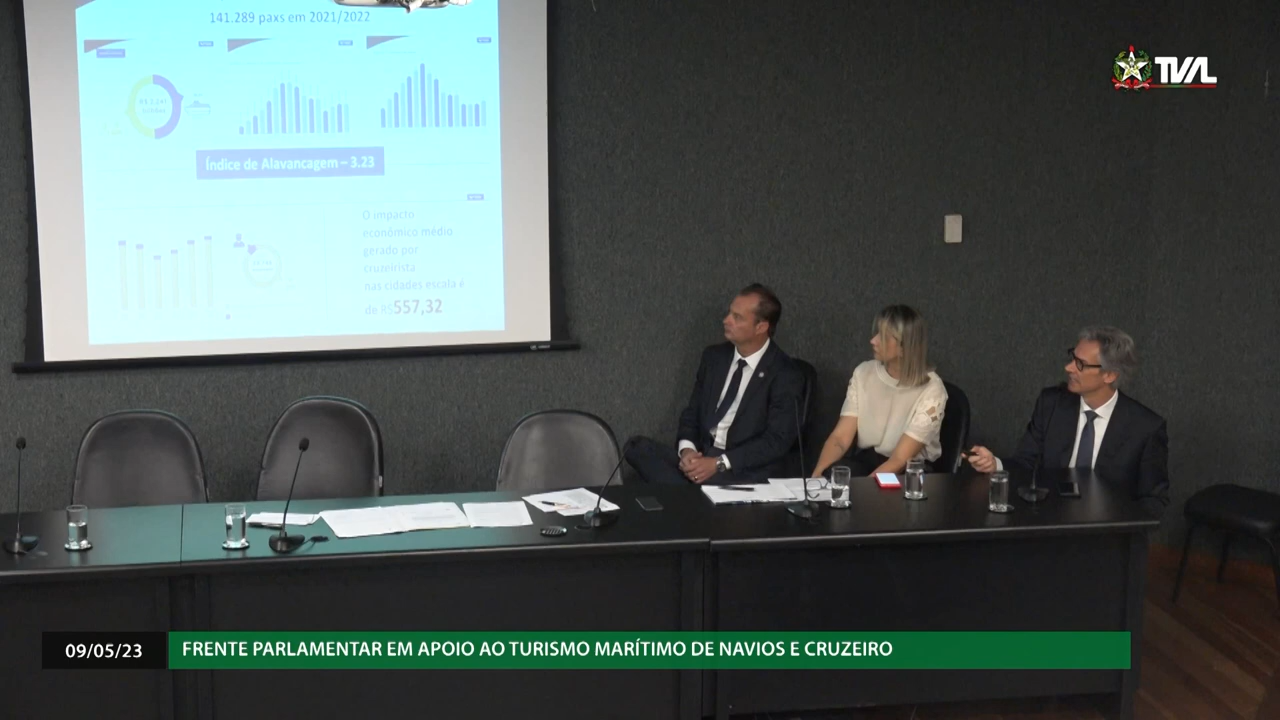 141.289 paxs em 2021/2022
TVAL
Índice de Alavancagem – 3.23
O impacto
econômico médio
gerado por
cruzeirista
nas cidades escala é
de R$557,32
09/05/23
FRENTE PARLAMENTAR EM APOIO AO TURISMO MARÍTIMO DE NAVIOS E CRUZEIRO